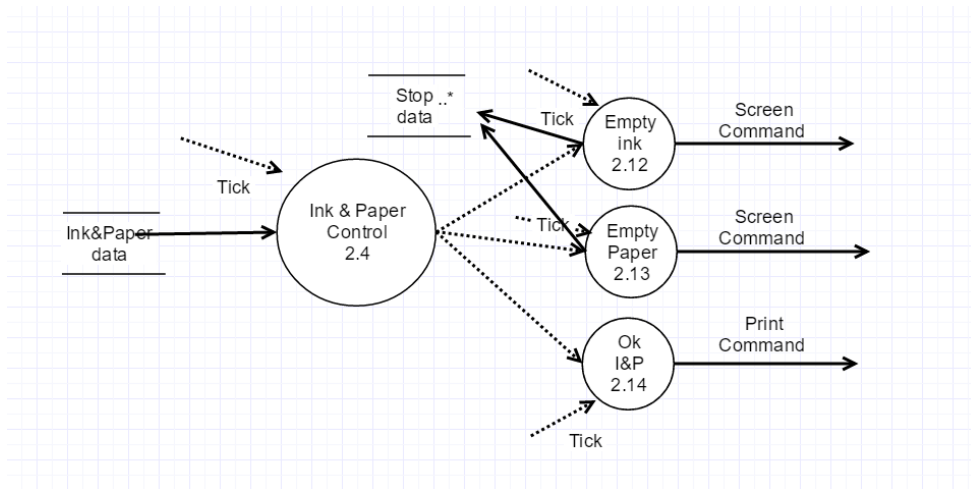 Stop ..*
data
Tick
Empty
ink
2.12
Screen
Command
Tick
Ink & Paper
Control
2.4
Ink&Paper
data
Tick
Empty
Paper
2.13
Screen
Command
Ok
I&P
2.14
Print
Command
Tick